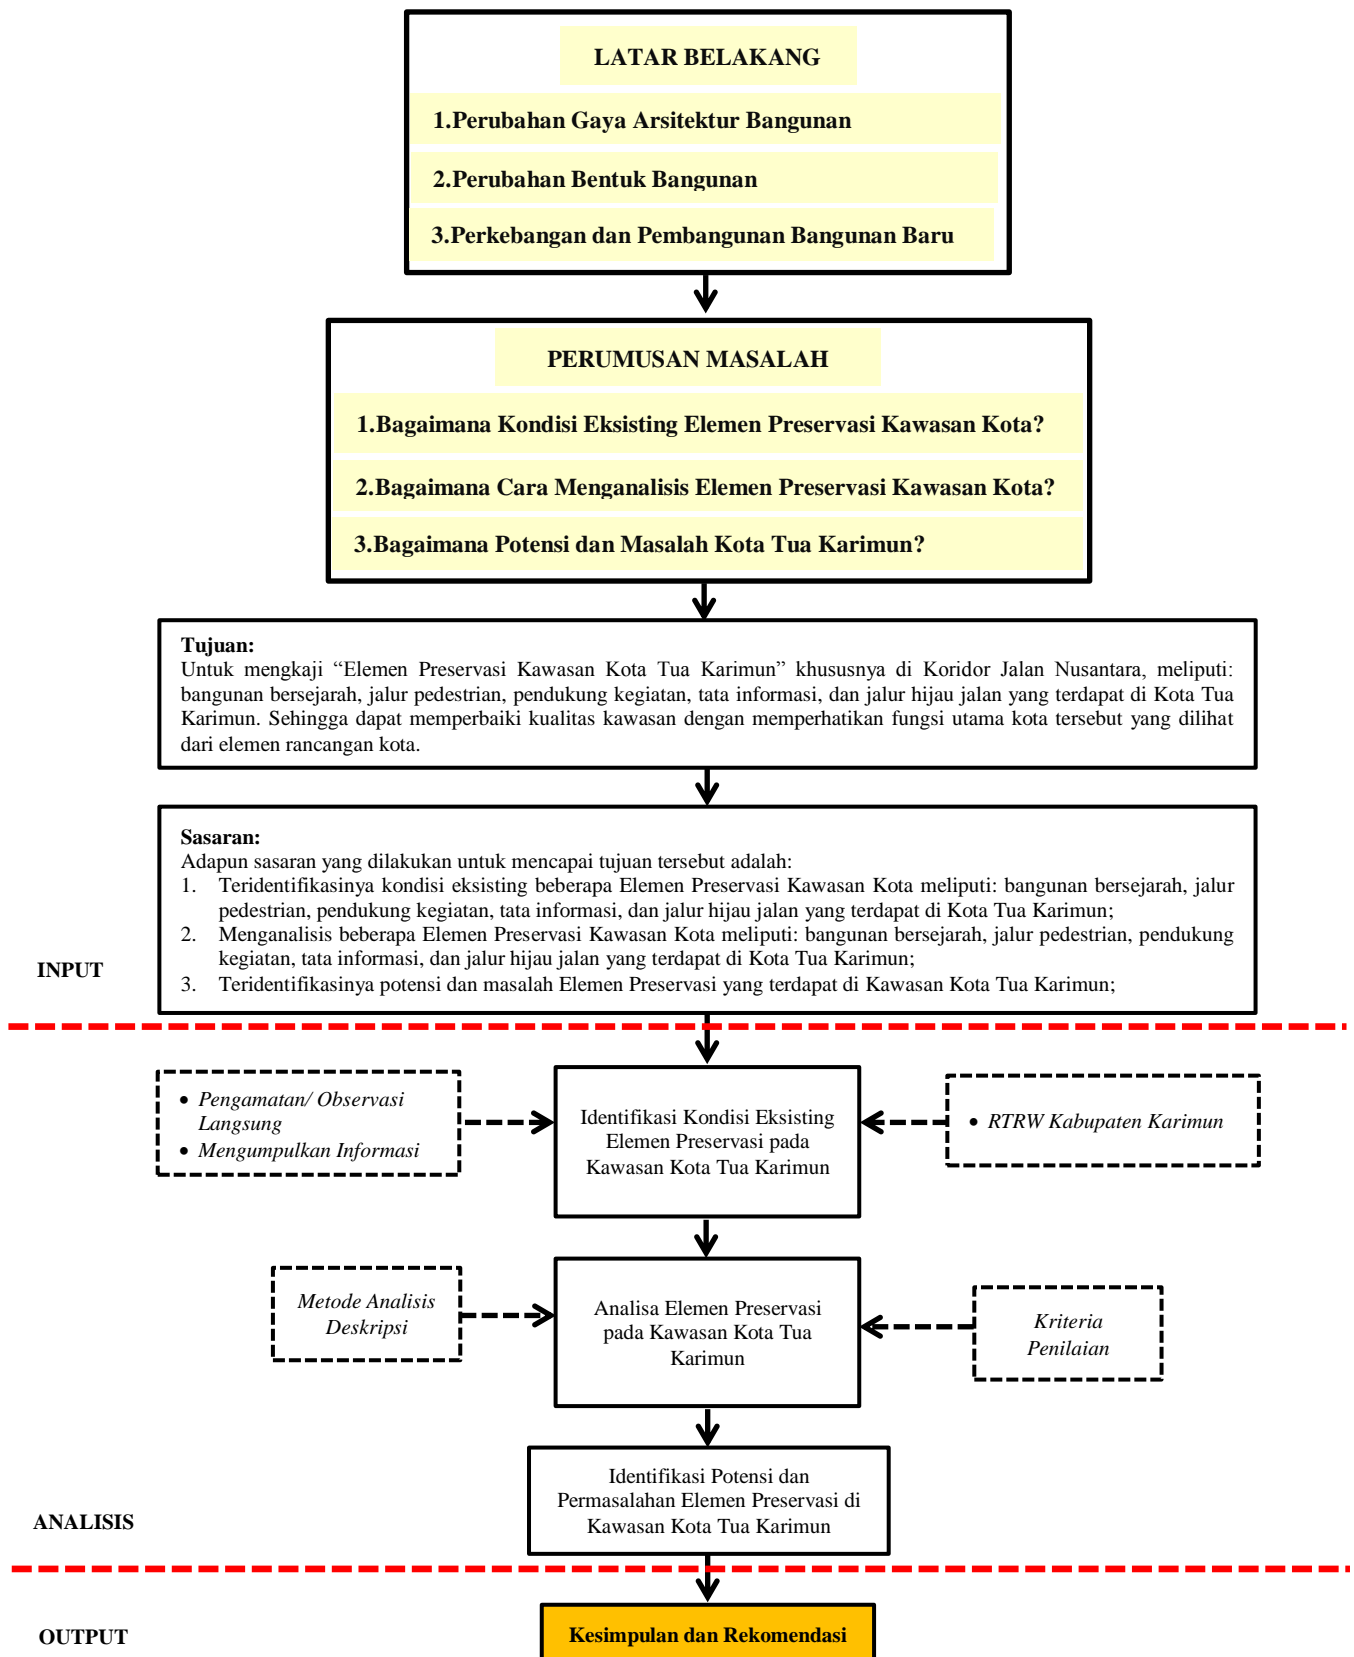 LATAR BELAKANG
1.Perubahan Gaya Arsitektur Bangunan
2.Perubahan Bentuk Bangunan
3.Perkebangan dan Pembangunan Bangunan Baru
PERUMUSAN MASALAH
1.Bagaimana Kondisi Eksisting Elemen Preservasi Kawasan Kota?
2.Bagaimana Cara Menganalisis Elemen Preservasi Kawasan Kota?
3.Bagaimana Potensi dan Masalah Kota Tua Karimun?
Tujuan:
Untuk mengkaji “Elemen Preservasi Kawasan Kota Tua Karimun” khususnya di Koridor Jalan Nusantara, meliputi:
bangunan bersejarah, jalur pedestrian, pendukung kegiatan, tata informasi, dan jalur hijau jalan yang terdapat di Kota Tua
Karimun. Sehingga dapat memperbaiki kualitas kawasan dengan memperhatikan fungsi utama kota tersebut yang dilihat
dari elemen rancangan kota.
Sasaran:
Adapun sasaran yang dilakukan untuk mencapai tujuan tersebut adalah:
1. Teridentifikasinya kondisi eksisting beberapa Elemen Preservasi Kawasan Kota meliputi: bangunan bersejarah, jalur
pedestrian, pendukung kegiatan, tata informasi, dan jalur hijau jalan yang terdapat di Kota Tua Karimun;
2. Menganalisis beberapa Elemen Preservasi Kawasan Kota meliputi: bangunan bersejarah, jalur pedestrian, pendukung
kegiatan, tata informasi, dan jalur hijau jalan yang terdapat di Kota Tua Karimun;
3. Teridentifikasinya potensi dan masalah Elemen Preservasi yang terdapat di Kawasan Kota Tua Karimun;
INPUT
• Pengamatan/ Observasi
Langsung
• Mengumpulkan Informasi
Identifikasi Kondisi Eksisting
Elemen Preservasi pada
Kawasan Kota Tua Karimun
• RTRW Kabupaten Karimun
Metode Analisis
Deskripsi
Analisa Elemen Preservasi
pada Kawasan Kota Tua
Karimun
Kriteria
Penilaian
Identifikasi Potensi dan
Permasalahan Elemen Preservasi di
Kawasan Kota Tua Karimun
ANALISIS
OUTPUT
Kesimpulan dan Rekomendasi